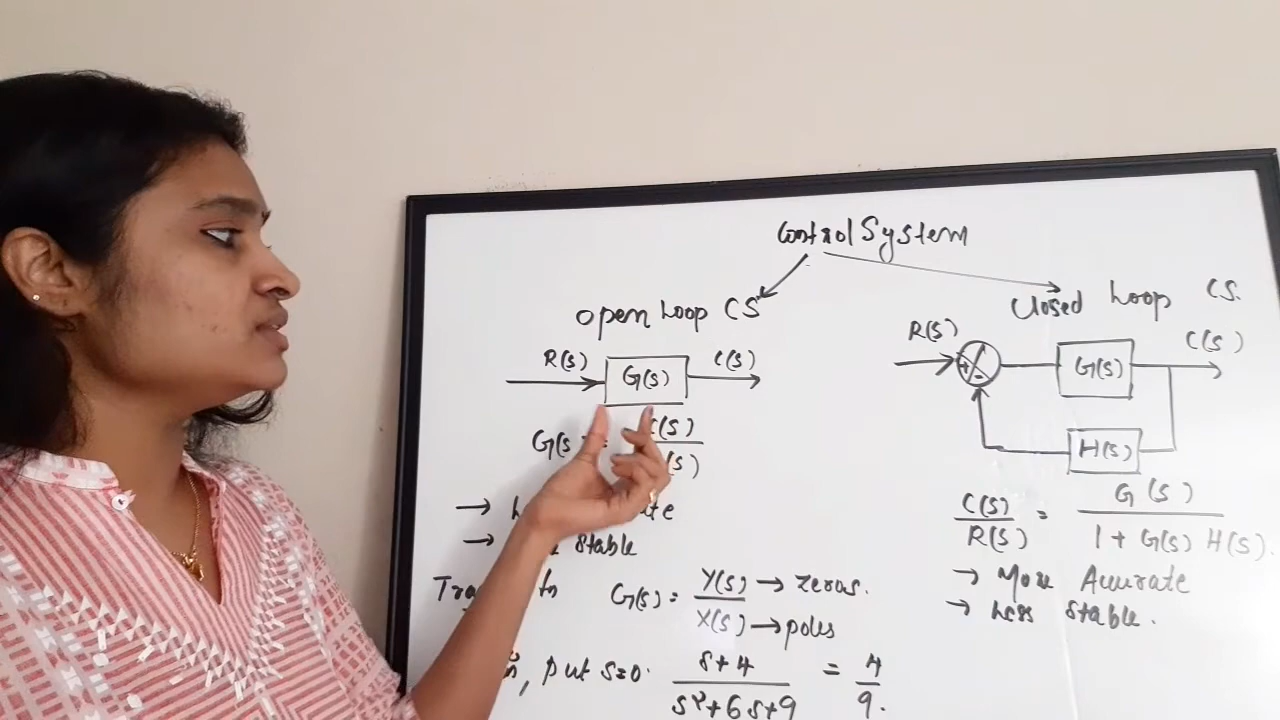 Control System
Open Loop CS
R(s) G(s) C(s)
G(s) = C(s)
(s)
→
→ stable
G(s) = Y(s) → zeros.
X(s) → poles
, put s=0. s+4 = 4
s²+6s+9 9.
Closed Loop CS.
R(s) + - G(s) C(s)
H(s)
C(s) = G(s)
R(s) 1 + G(s) H(s).
→ More Accurate
→ Less stable.